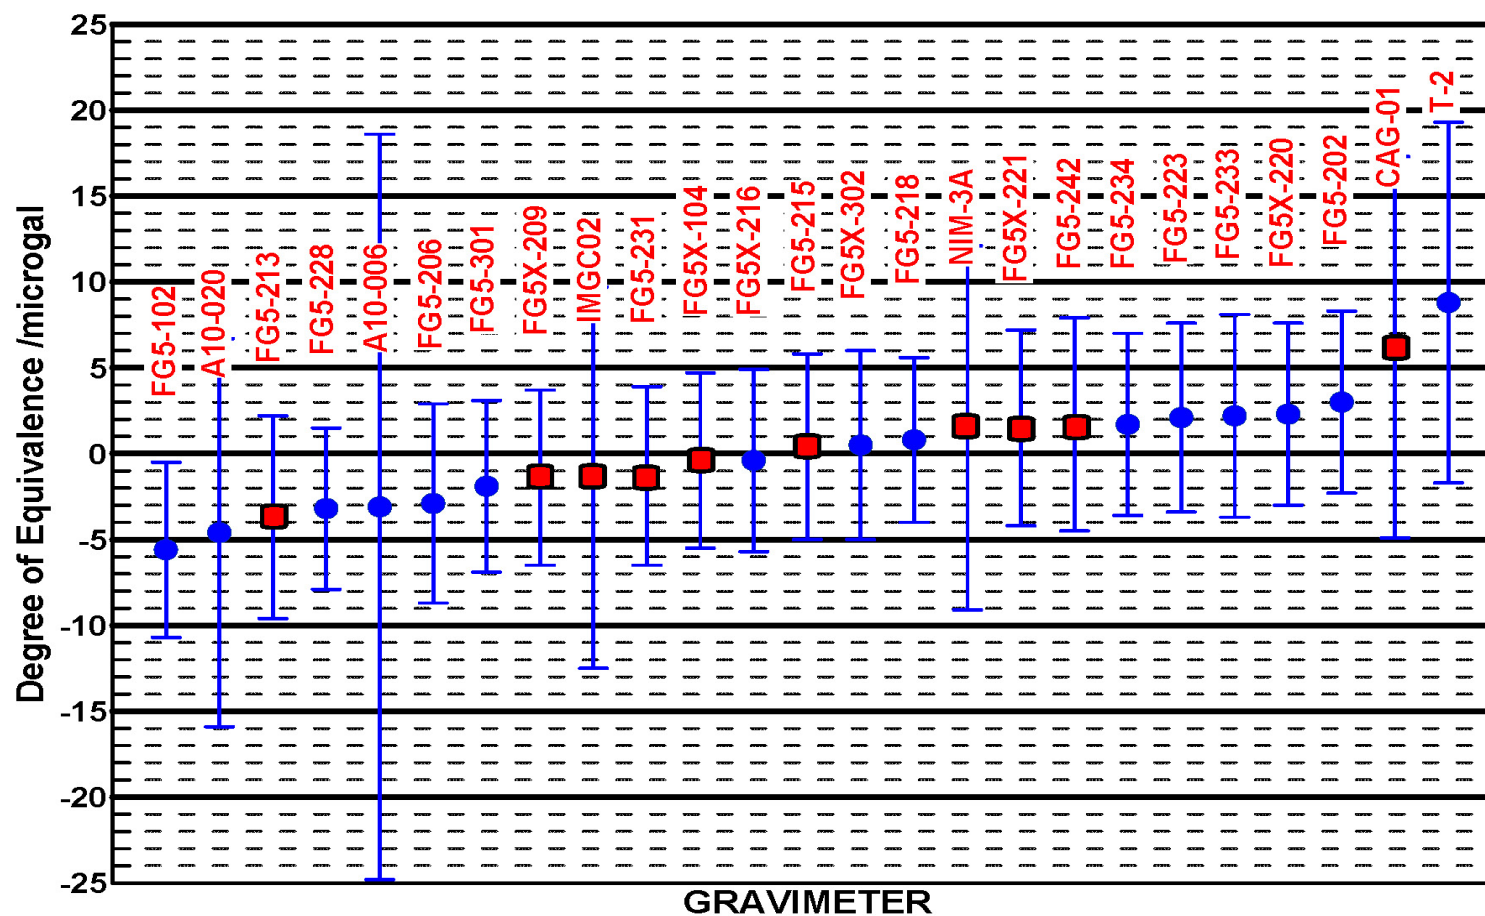 25
20
15
10
5
0
-5
-10
-15
-20
-25
Degree of Equivalence /microgal
FG5-102
A10-020
FG5-213
FG5-228
A10-006
FG5-206
FG5-301
FG5X-209
IMGC02
FG5-231
FG5X-104
FG5X-216
FG5-215
FG5X-302
FG5-218
NIM-3A
FG5X-221
FG5-242
FG5-234
FG5-223
FG5-233
FG5X-220
FG5-202
CAG-01
T-2
GRAVIMETER